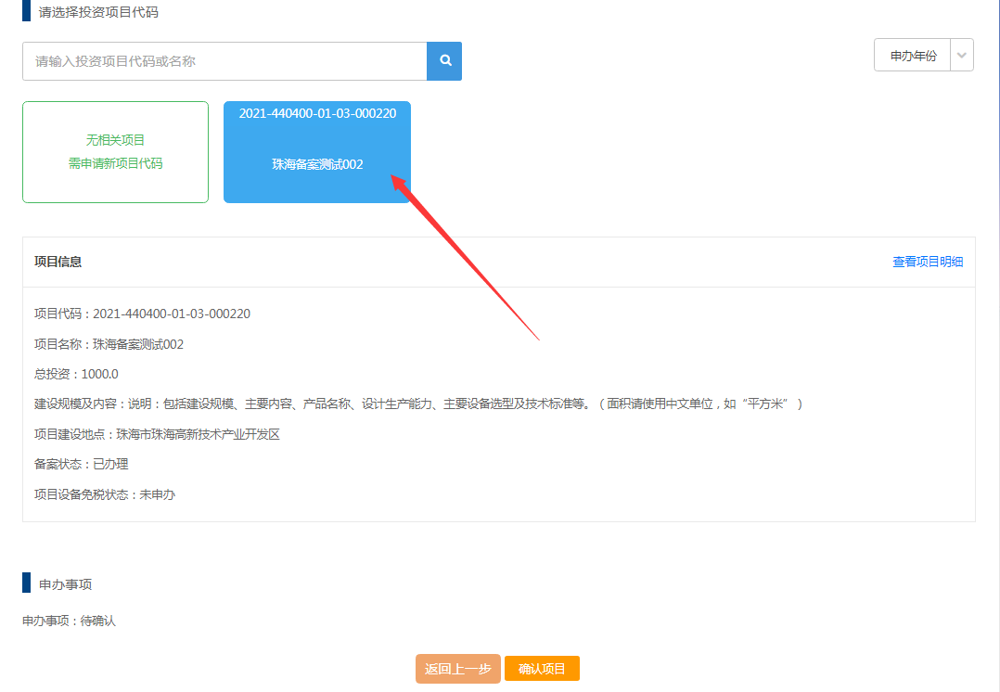 请选择投资项目代码
请输入投资项目代码或名称
申办年份
无相关项目
需申请新项目代码
2021-440400-01-03-000220
珠海备案测试002
项目信息
查看项目明细
项目代码：2021-440400-01-03-000220
项目名称：珠海备案测试002
总投资：1000.0
建设规模及内容：说明：包括建设规模、主要内容、产品名称、设计生产能力、主要设备选型及技术标准等。（面积请使用中文单位，如“平方米”）
项目建设地点：珠海市珠海高新技术产业开发区
备案状态：已办理
项目设备免税状态：未申办
申办事项
申办事项：待确认
返回上一步
确认项目